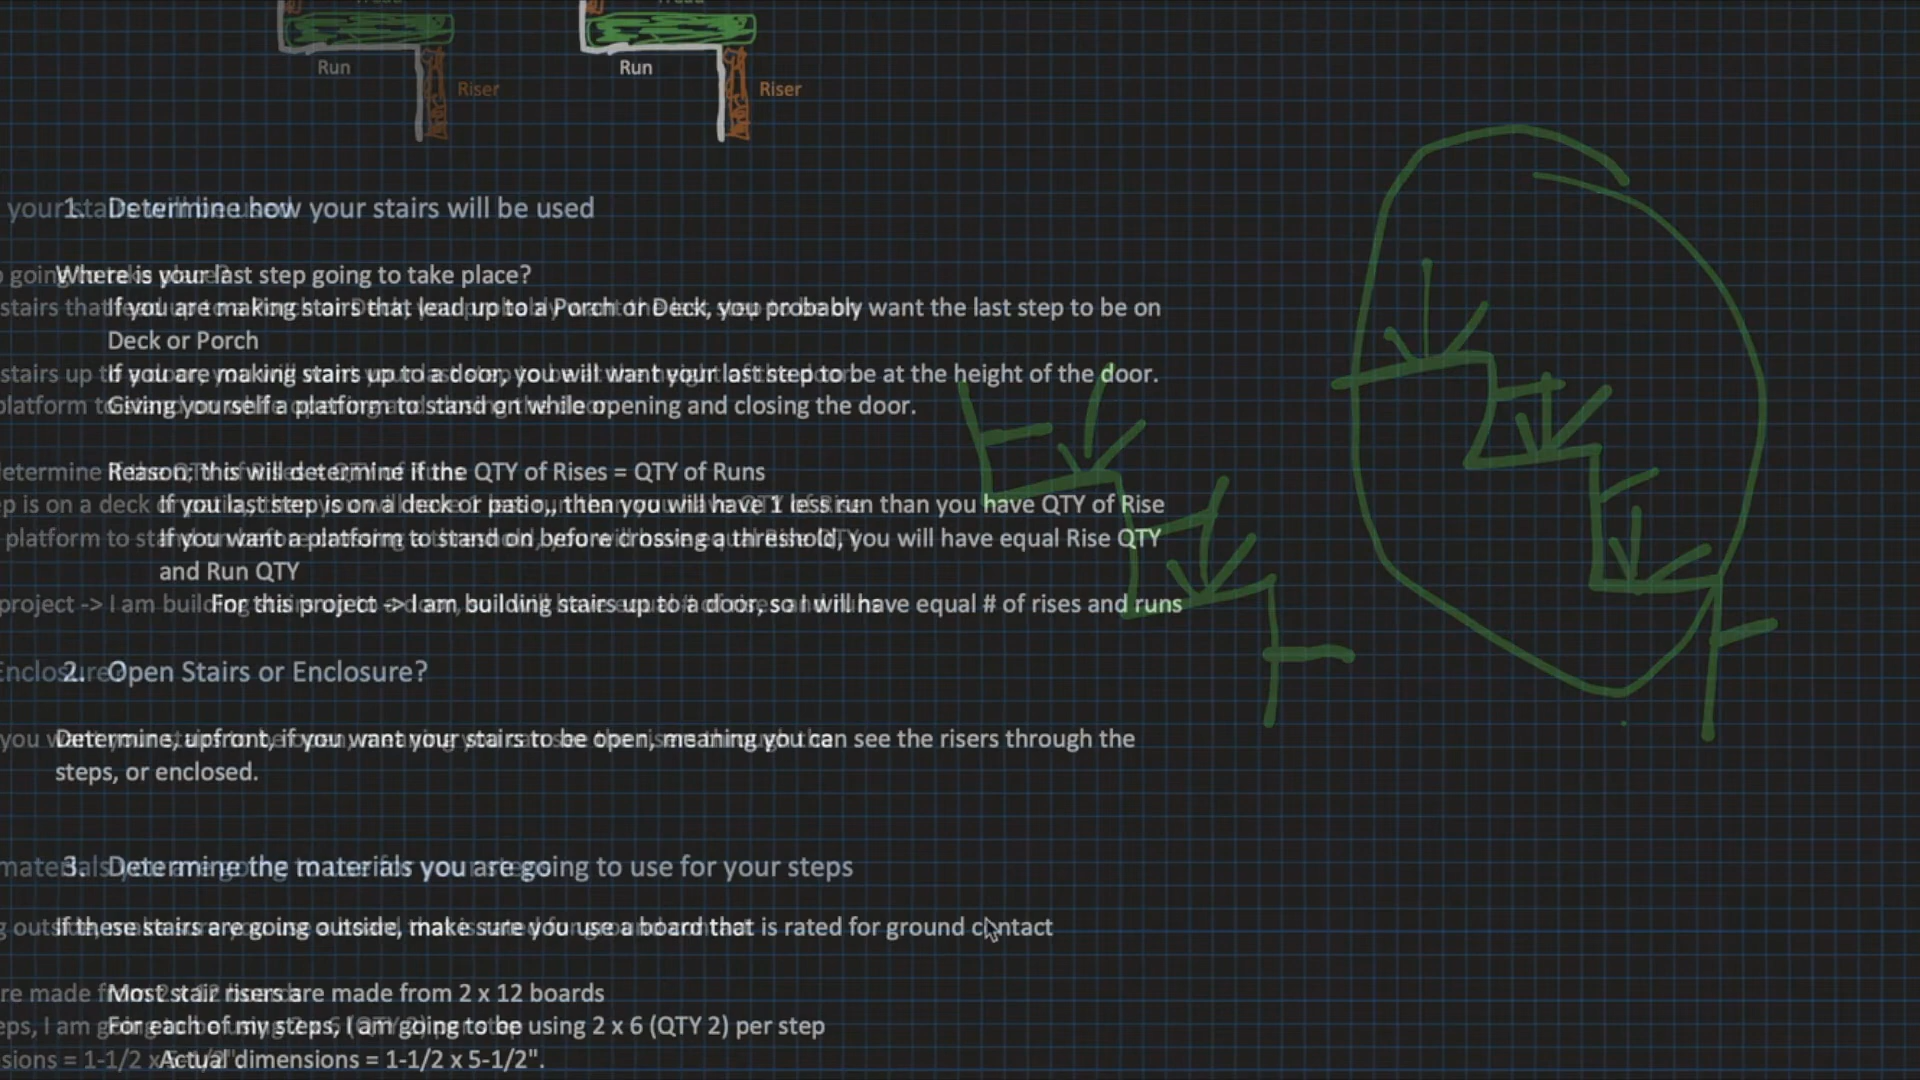 Run Run
Riser Riser
1. Determine how your stairs will be used
Where is your last step going to take place?
If you are making stairs that lead up to a Porch or Deck, you probably want the last step to be on
Deck or Porch
If you are making stairs up to a door, you will want your last step to be at the height of the door.
Giving yourself a platform to stand on while opening and closing the door.
Reason: this will determine if the QTY of Rises = QTY of Runs
If you last step is on a deck or patio, then you will have 1 less run than you have QTY of Rise
If you want a platform to stand on before crossing a threshold, you will have equal Rise QTY
and Run QTY
For this project -> I am building stairs up to a door, so I will have equal # of rises and runs
2. Open Stairs or Enclosure?
Determine, upfront, if you want your stairs to be open, meaning you can see the risers through the
steps, or enclosed.
3. Determine the materials you are going to use for your steps
If these stairs are going outside, make sure you use a board that is rated for ground contact
Most stair risers are made from 2 x 12 boards
For each of my steps, I am going to be using 2 x 6 (QTY 2) per step
Actual dimensions = 1-1/2 x 5-1/2".